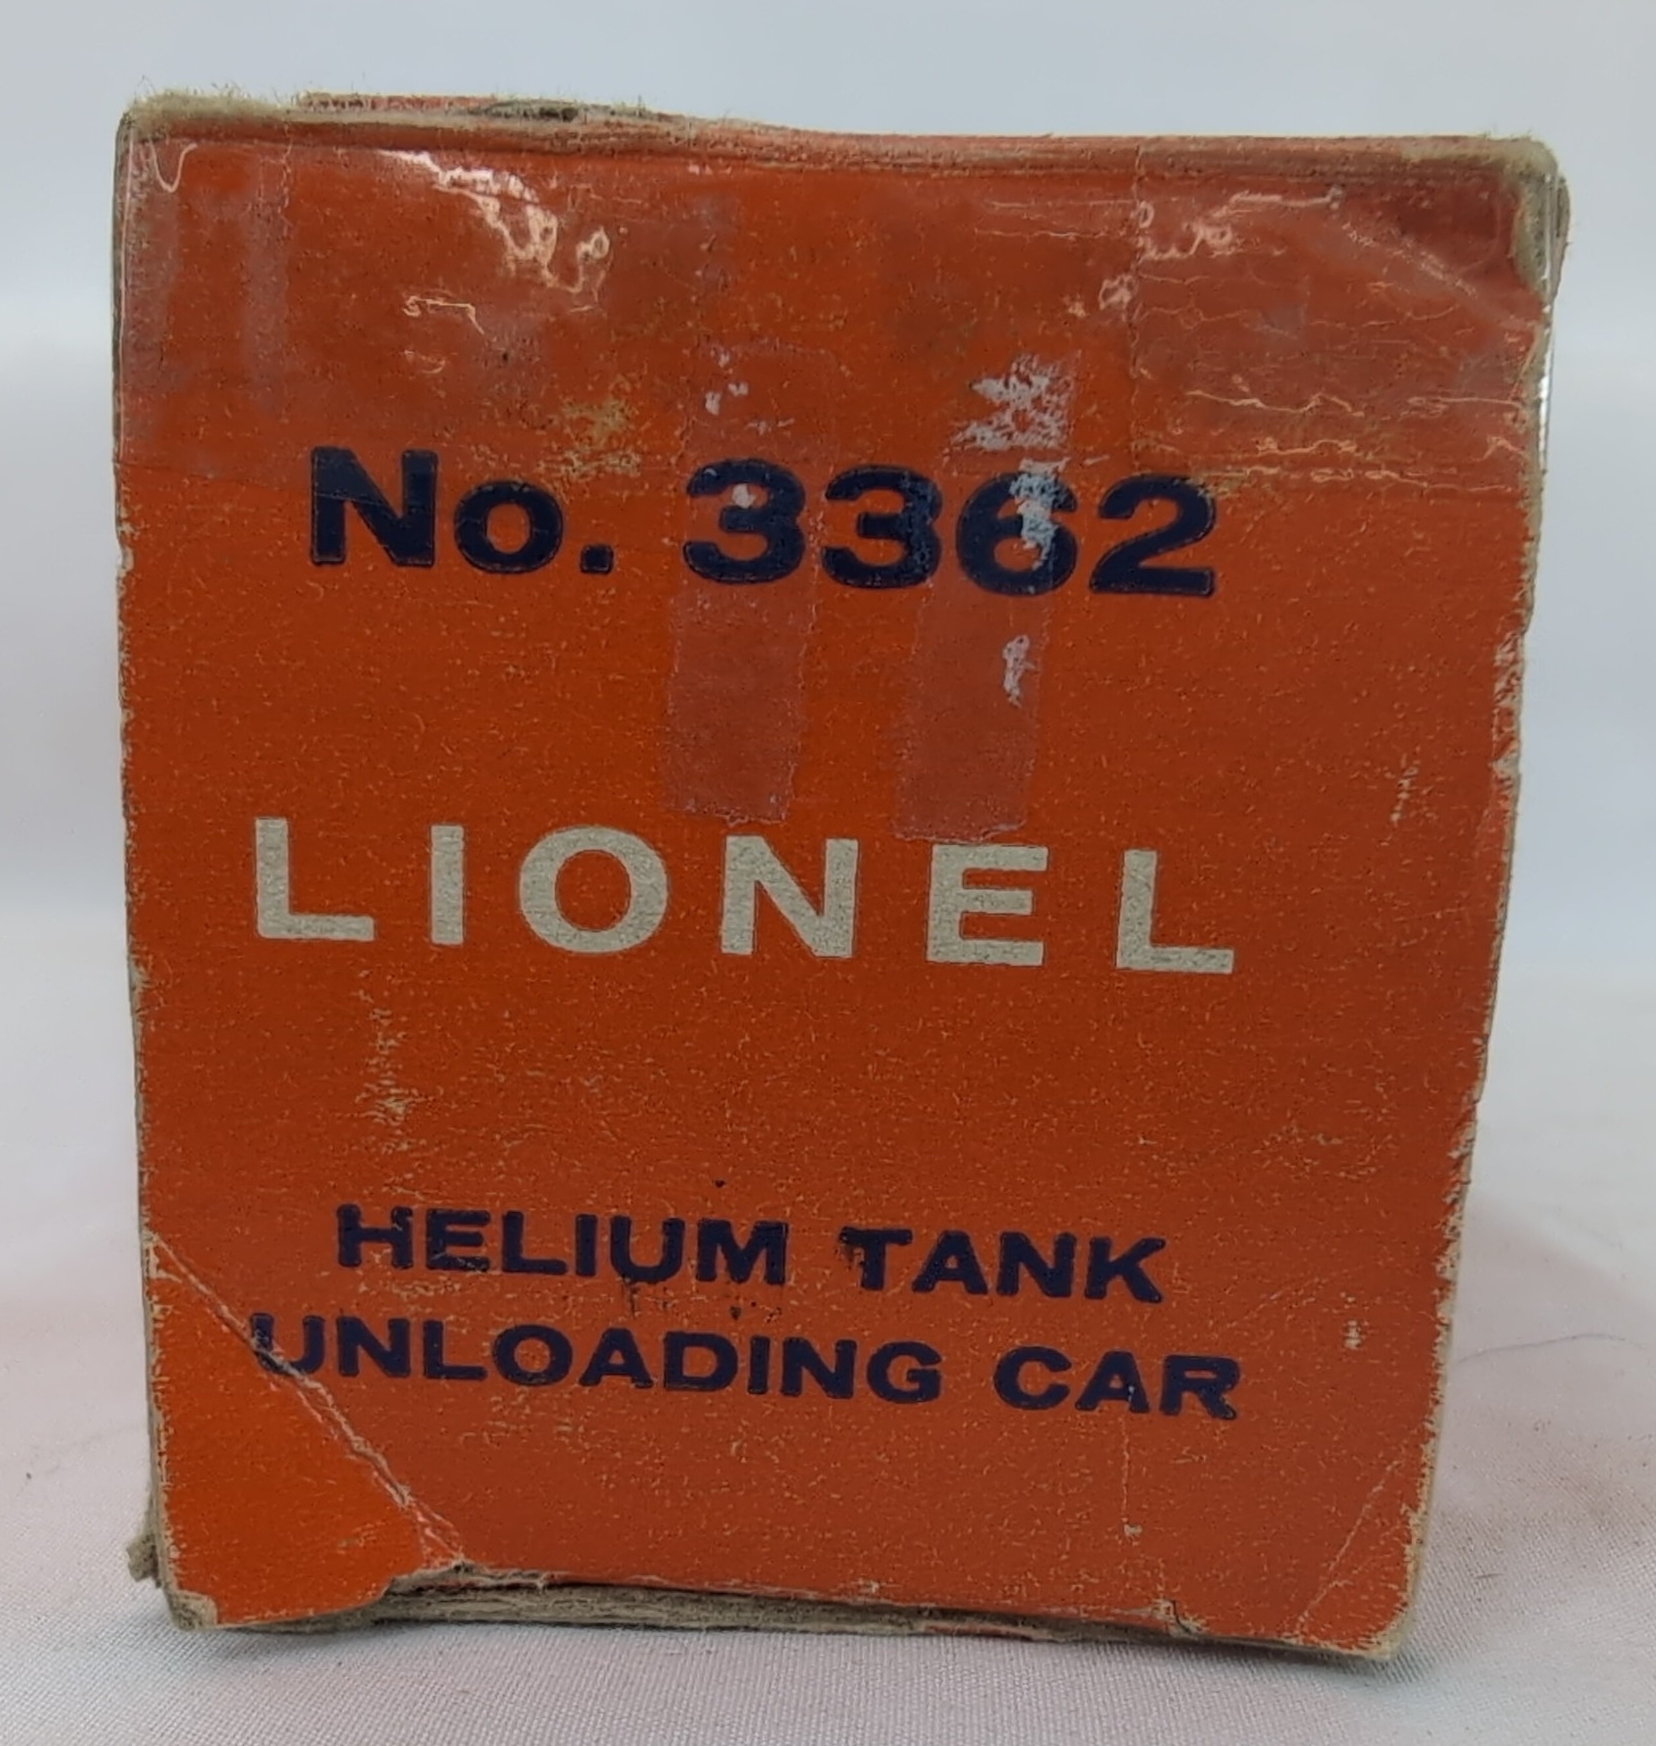 No. 3362
LIONEL
HELIUM TANK
UNLOADING CAR